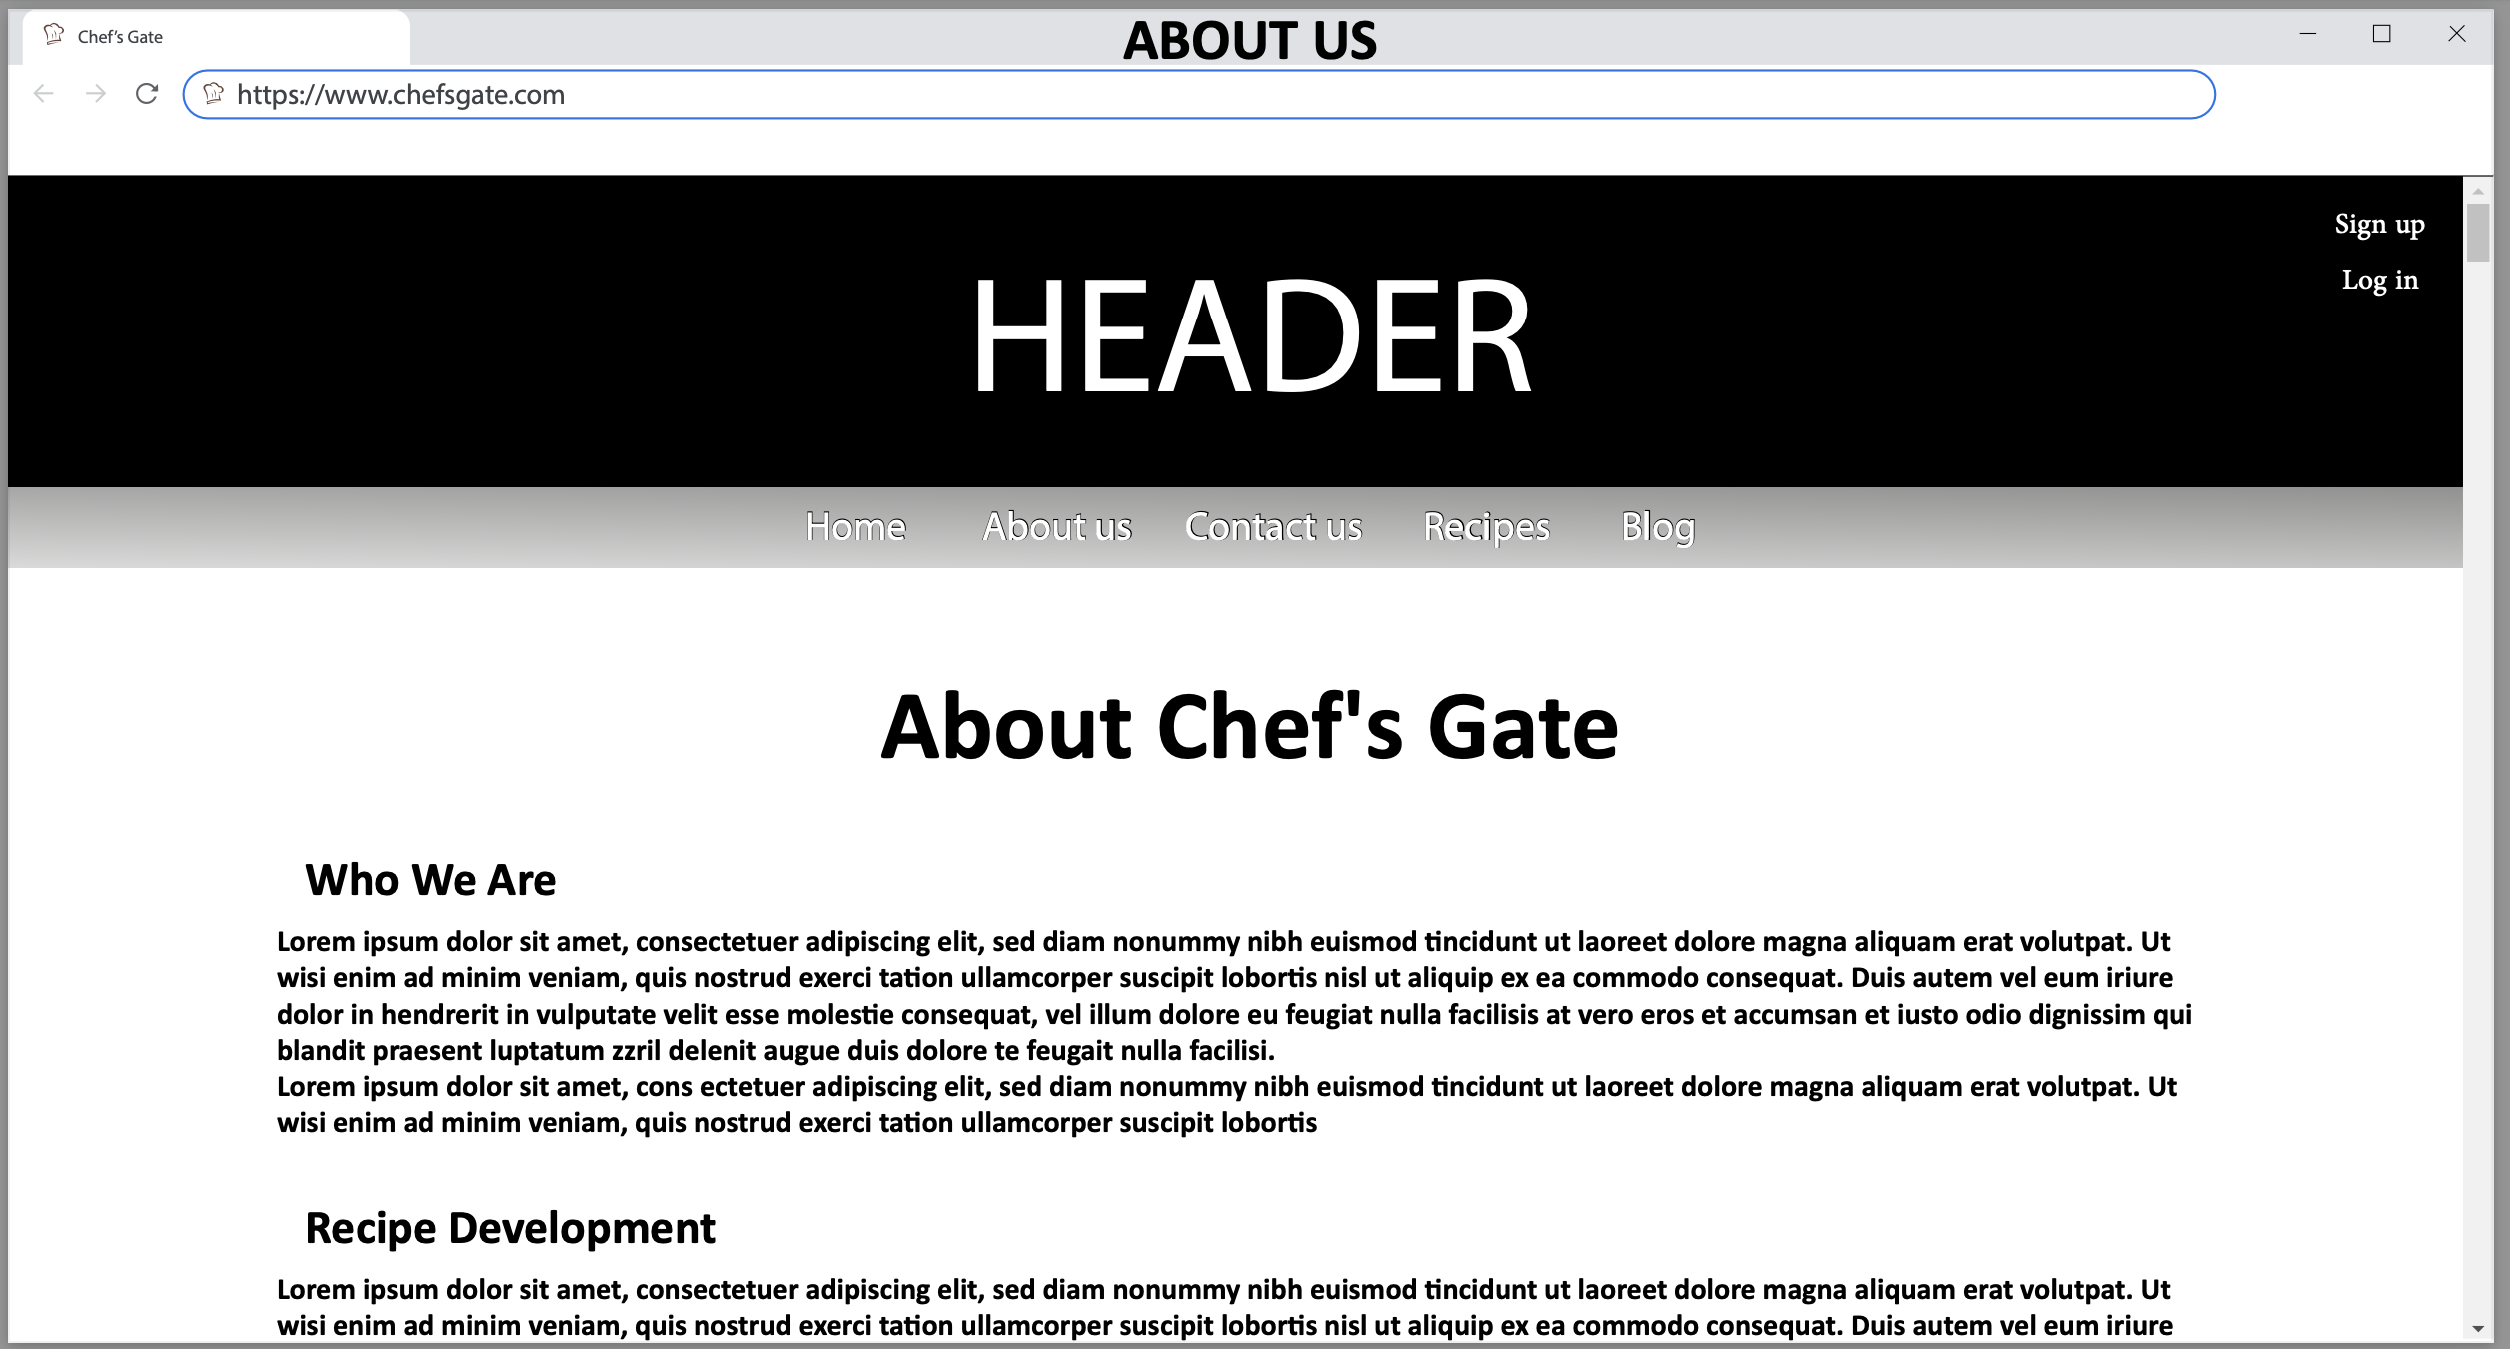 ABOUT US
Chef’s Gate
https://www.chefsgate.com
Sign up
Log in
HEADER
Home About us Contact us Recipes Blog
About Chef's Gate
Who We Are
Lorem ipsum dolor sit amet, consectetuer adipiscing elit, sed diam nonummy nibh euismod tincidunt ut laoreet dolore magna aliquam erat volutpat. Ut
wisi enim ad minim veniam, quis nostrud exerci tation ullamcorper suscipit lobortis nisl ut aliquip ex ea commodo consequat. Duis autem vel eum iriure
dolor in hendrerit in vulputate velit esse molestie consequat, vel illum dolore eu feugiat nulla facilisis at vero eros et accumsan et iusto odio dignissim qui
blandit praesent luptatum zzril delenit augue duis dolore te feugait nulla facilisi.
Lorem ipsum dolor sit amet, cons ectetuer adipiscing elit, sed diam nonummy nibh euismod tincidunt ut laoreet dolore magna aliquam erat volutpat. Ut
wisi enim ad minim veniam, quis nostrud exerci tation ullamcorper suscipit lobortis
Recipe Development
Lorem ipsum dolor sit amet, consectetuer adipiscing elit, sed diam nonummy nibh euismod tincidunt ut laoreet dolore magna aliquam erat volutpat. Ut
wisi enim ad minim veniam, quis nostrud exerci tation ullamcorper suscipit lobortis nisl ut aliquip ex ea commodo consequat. Duis autem vel eum iriure